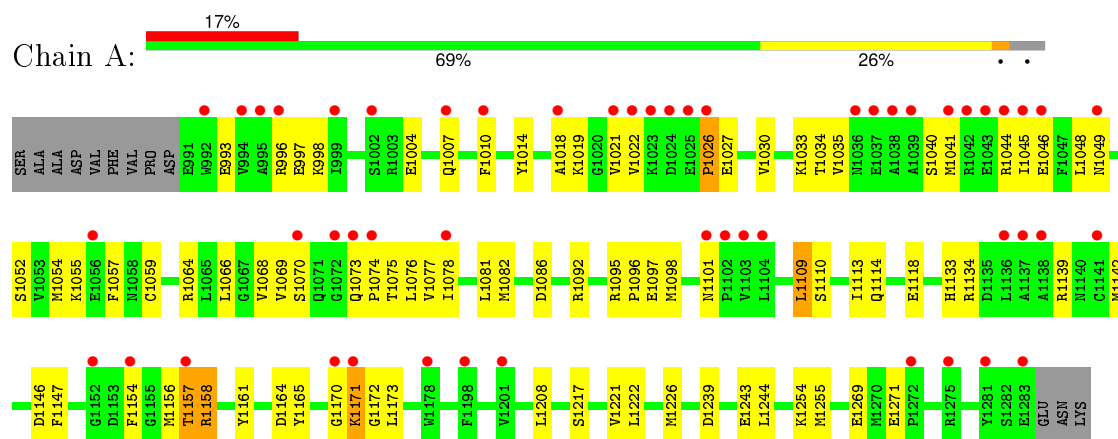 17%
Chain A:
69% 26% • •
SER ALA ALA ASP VAL PHE VAL PRO ASP E991 W992 E993 V994 A995 R996 E997 K998 I999 S1002 R1003 E1004 Q1007 F1010 Y1014 A1018 K1019 G1020 V1021 V1022 K1023 D1024 E1025 P1026 E1027 V1030 K1033 T1034 V1035 N1036 E1037 A1038 A1039 S1040 M1041 R1042 E1043 R1044 I1045 E1046 F1047 L1048 N1049
S1052 V1053 M1054 K1055 E1056 F1057 N1058 C1059 R1064 L1065 L1066 G1067 V1068 V1069 S1070 Q1071 G1072 Q1073 P1074 T1075 L1076 V1077 I1078 L1081 M1082 D1086 R1092 R1095 P1096 E1097 M1098 N1101 P1102 V1103 L1104 L1109 S1110 I1113 Q1114 E1118 H1133 R1134 D1135 L1136 A1137 A1138 R1139 N1140 C1141 M1142
D1146 F1147 G1152 D1153 F1154 G1155 M1156 T1157 R1158 Y1161 D1164 Y1165 G1170 K1171 G1172 L1173 W1178 F1198 V1201 L1208 S1217 V1221 L1222 M1226 D1239 E1243 L1244 K1254 M1255 E1269 M1270 E1271 P1272 R1275 Y1281 S1282 E1283 GLU ASN LYS